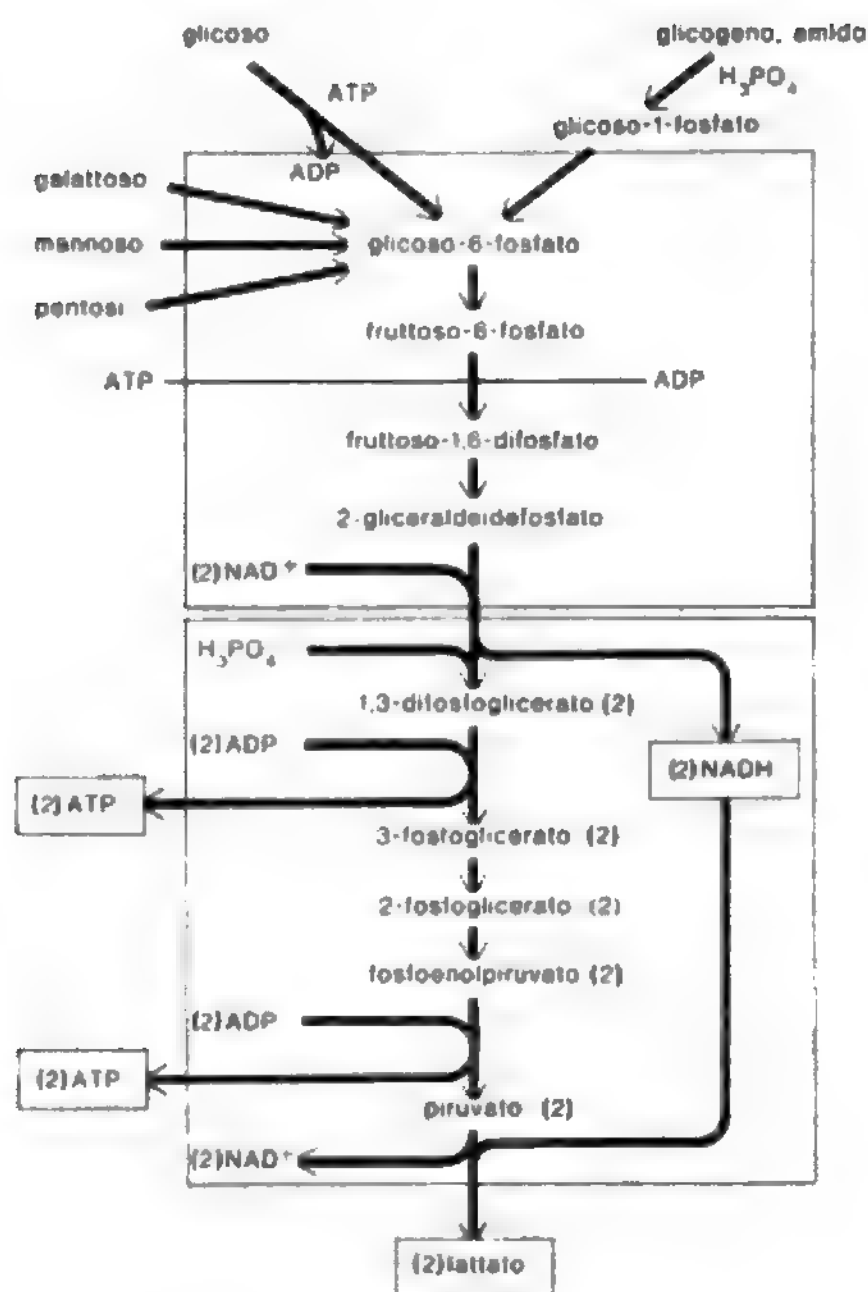 glicoso
glicogeno, amido
ATP
H₃PO₄
glicoso-1-fosfato
ADP
galattoso
mannoso
glicoso-6-fosfato
pentosi
fruttoso-6-fosfato
ATP
ADP
fruttoso-1,6-difosfato
2-gliceraldeidefosfato
(2)NAD⁺
H₃PO₄
1,3-difosfoglicerato (2)
(2)ADP
(2)NADH
(2)ATP
3-fosfoglicerato (2)
2-fosfoglicerato (2)
fosfoenolpiruvato (2)
(2)ADP
(2)ATP
piruvato (2)
(2)NAD⁺
(2)lattato